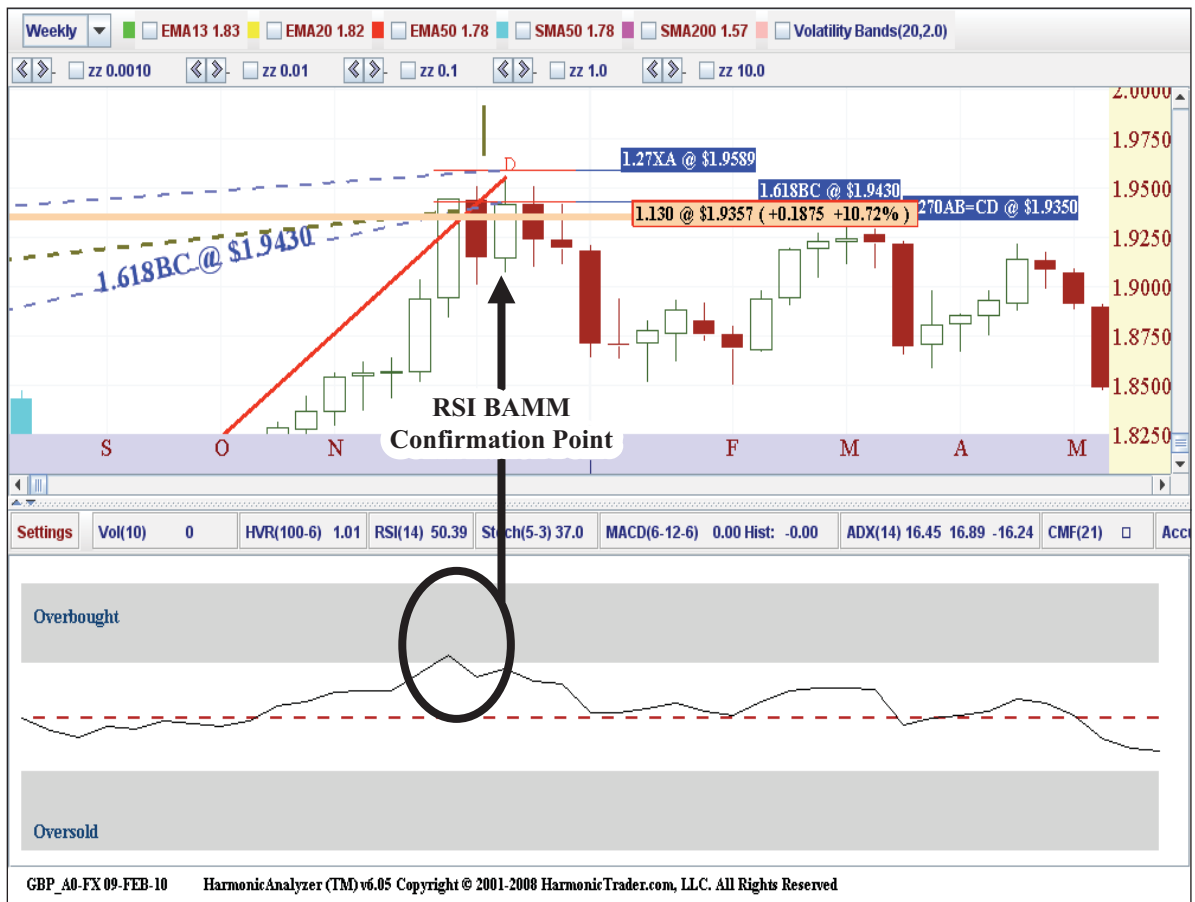 Weekly EMA13 1.83 EMA20 1.82 EMA50 1.78 SMA50 1.78 SMA200 1.57 Volatility Bands(20,2.0)
zz 0.0010 zz 0.01 zz 0.1 zz 1.0 zz 10.0
2.0000
1.9750
1.9500
1.9250
1.9000
1.8750
1.8500
1.8250
D
1.27XA @ $1.9589
1.618BC @ $1.9430
270AB=CD @ $1.9350
1.130 @ $1.9357 ( +0.1875 +10.72% )
1.618BC @ $1.9430
RSI BAMM
Confirmation Point
S O N F M A M
Settings Vol(10) 0 HVR(100-6) 1.01 RSI(14) 50.39 Stoch(5-3) 37.0 MACD(6-12-6) 0.00 Hist: -0.00 ADX(14) 16.45 16.89 -16.24 CMF(21) Accu
Overbought
Oversold
GBP_A0-FX 09-FEB-10 HarmonicAnalyzer (TM) v6.05 Copyright © 2001-2008 HarmonicTrader.com, LLC. All Rights Reserved